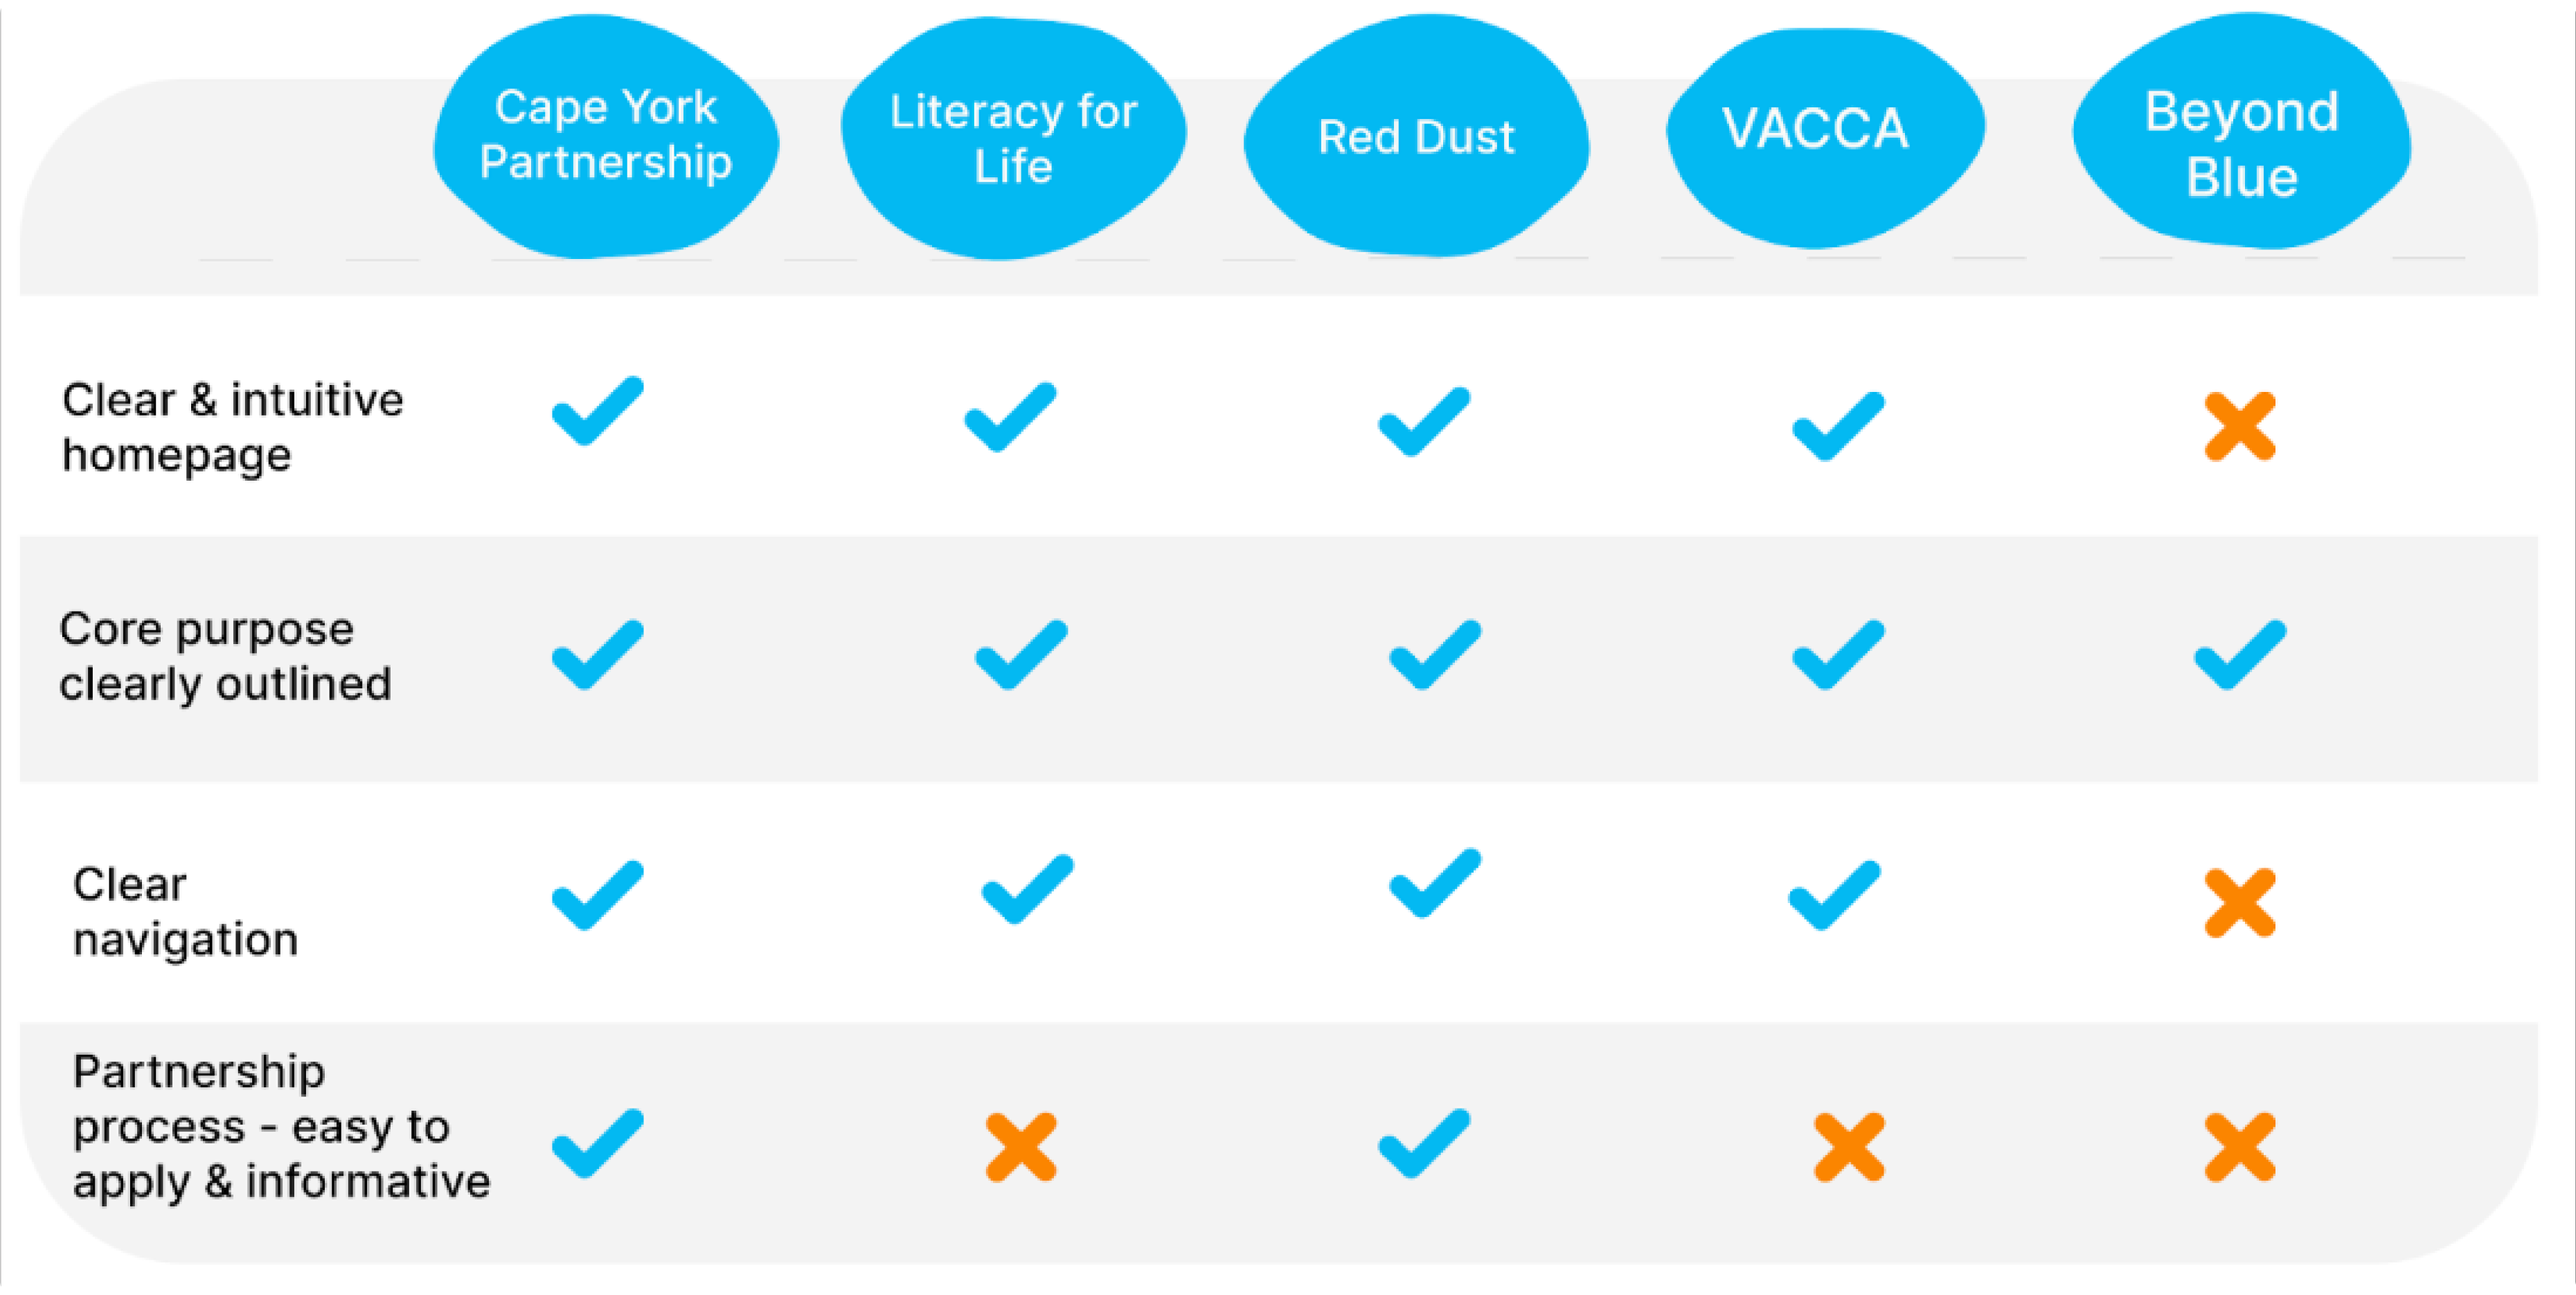 Cape York
Partnership
Literacy for
Life
Red Dust
VACCA
Beyond
Blue
Clear & intuitive
homepage
Core purpose
clearly outlined
Clear
navigation
Partnership
process - easy to
apply & informative